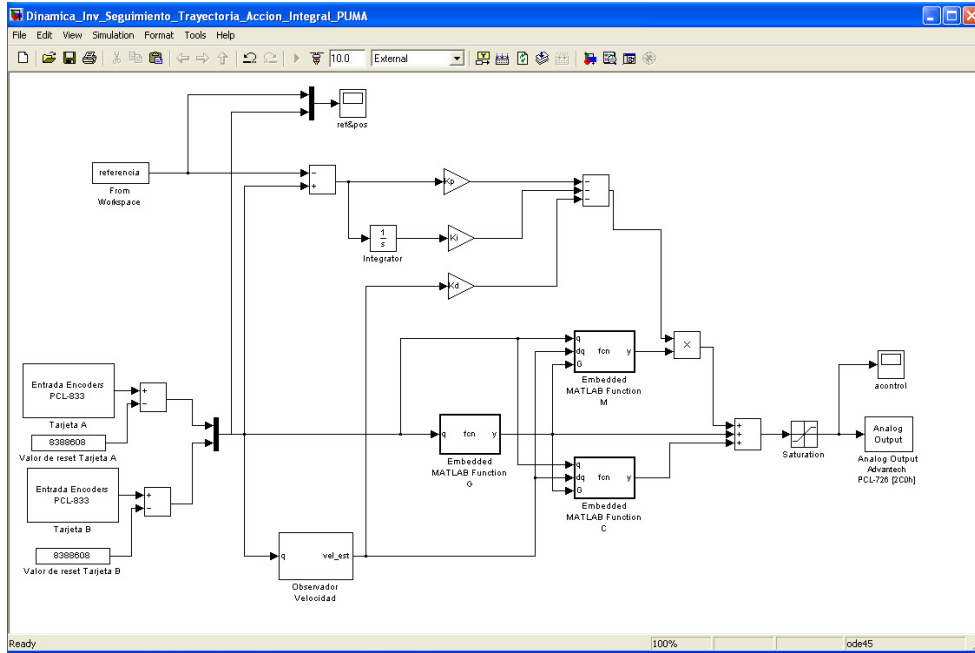 Dinamica_Inv_Seguimiento_Trayectoria_Accion_Integral_PUMA
File Edit View Simulation Format Tools Help
10.0 External
ref&pos
referencia
From
Workspace
-
+
Kp
-
-
-
1
s
Integrator
Ki
Kd
Entrada Encoders
PCL-833
Tarjeta A
+
-
8388608
Valor de reset Tarjeta A
Entrada Encoders
PCL-833
Tarjeta B
+
-
8388608
Valor de reset Tarjeta B
q fcn y
Embedded
MATLAB Function
G
q
dq fcn y
G
Embedded
MATLAB Function
M
×
q
dq fcn y
G
Embedded
MATLAB Function
C
q vel_est
Observador
Velocidad
+
+
+
Saturation
acontrol
Analog
Output
Analog Output
Advantech
PCL-726 [2C0h]
Ready 100% ode45